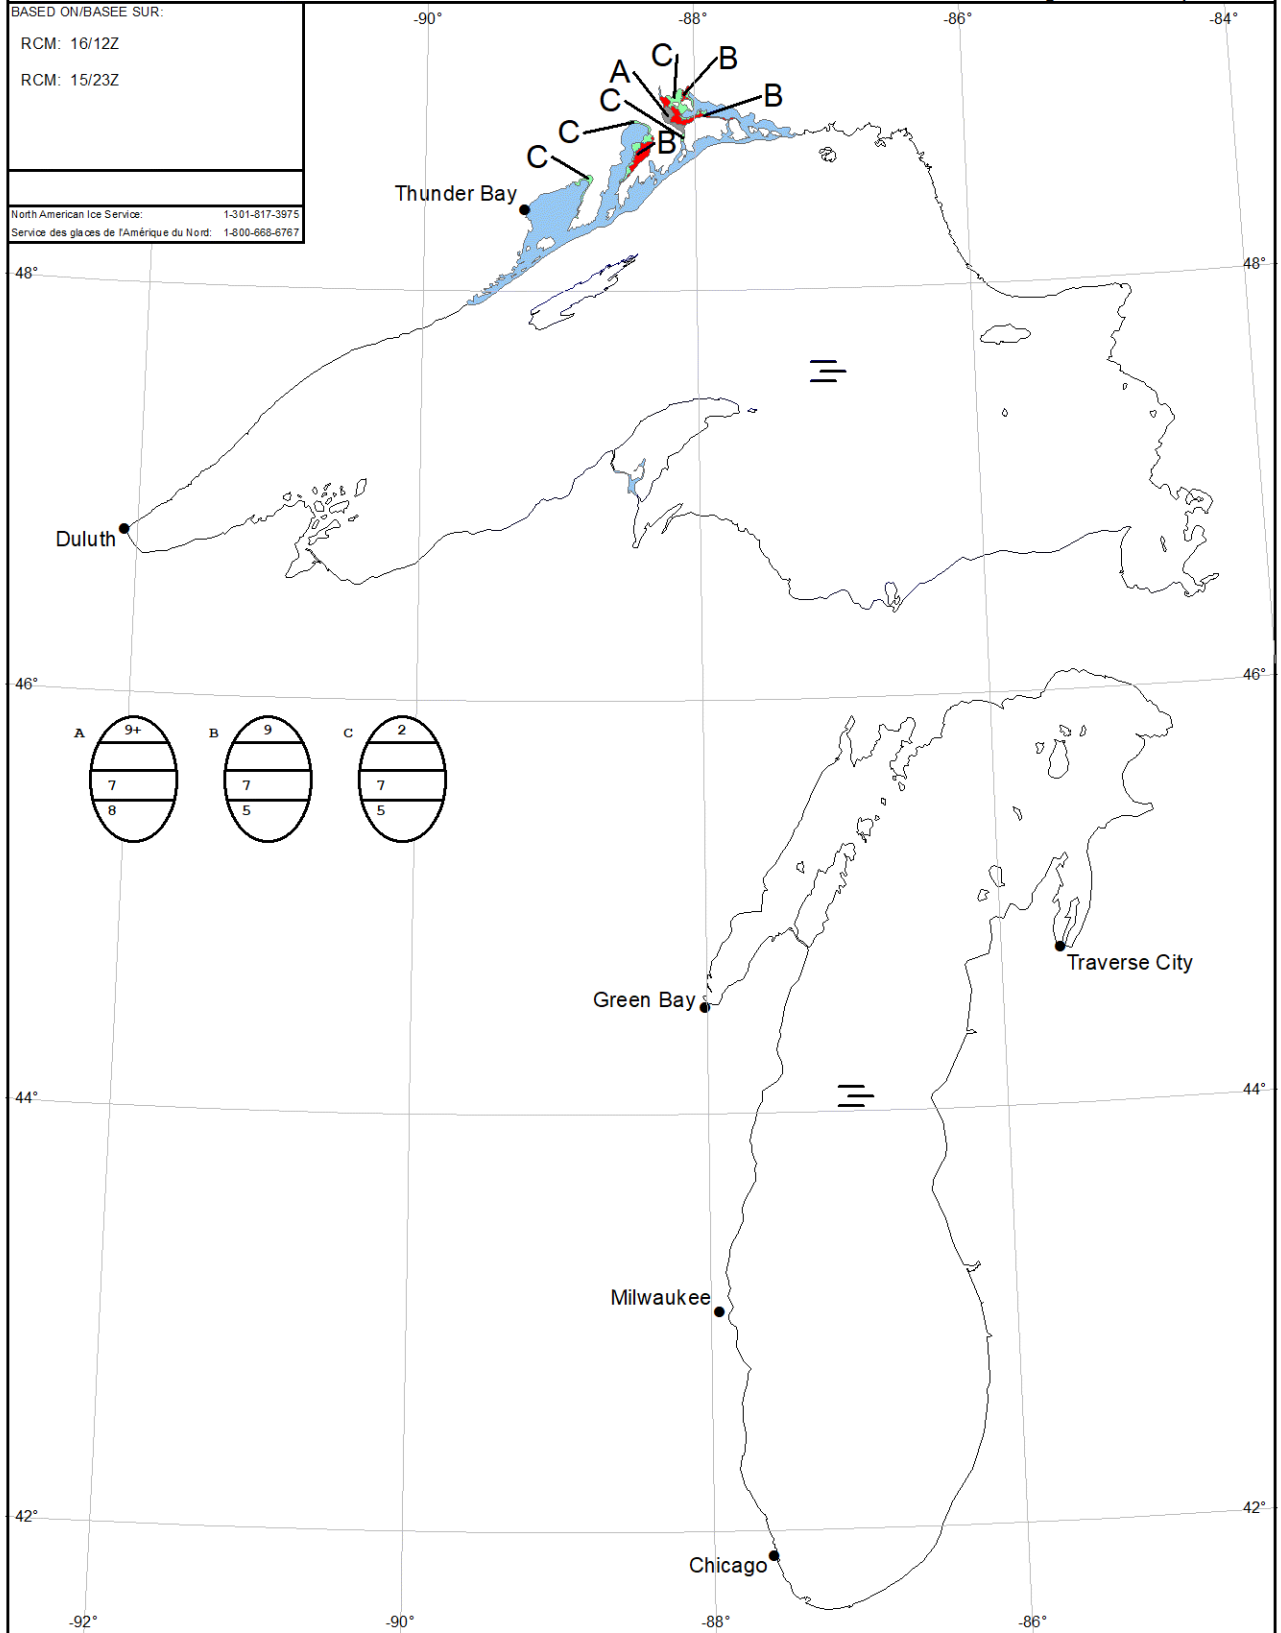 BASED ON/BASEE SUR:
RCM: 16/12Z
RCM: 15/23Z
North American Ice Service: 1-301-817-3975
Service des glaces de l'Amérique du Nord: 1-800-668-6767
-90° -88° -86° -84°
C B
A
C B
C B
C
Thunder Bay
48° 48°
Duluth
46° 46°
A 9+ B 9 C 2
7 7 7
8 5 5
Traverse City
Green Bay
44° 44°
Milwaukee
42° 42°
Chicago
-92° -90° -88° -86°